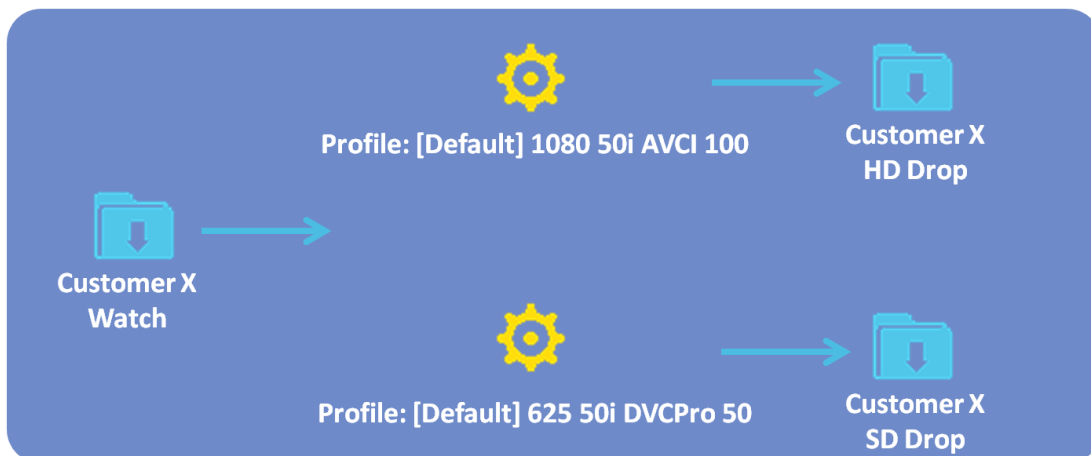 Profile: [Default] 1080 50i AVCI 100
Customer X
HD Drop
Customer X
Watch
Profile: [Default] 625 50i DVCPro 50
Customer X
SD Drop